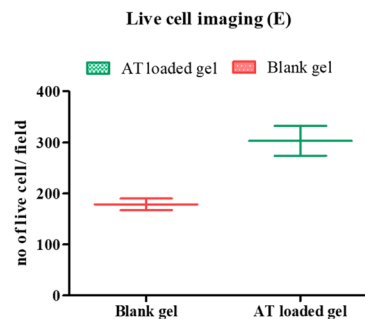 Live cell imaging (E)
AT loaded gel Blank gel
no of live cell/ field
400
300
200
100
0
Blank gel AT loaded gel